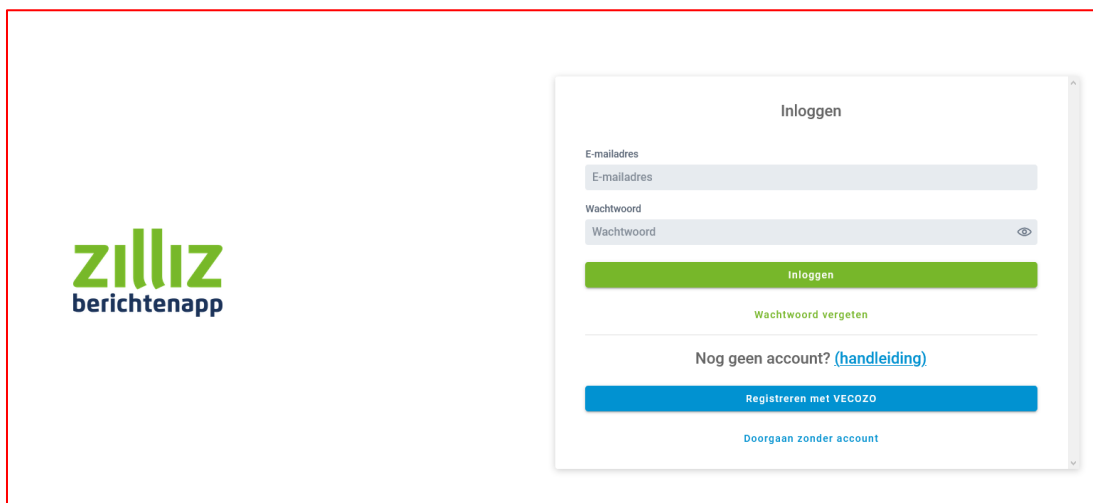 zilliz
berichtenapp
Inloggen
E-mailadres
E-mailadres
Wachtwoord
Wachtwoord
Inloggen
Wachtwoord vergeten
Nog geen account? (handleiding)
Registreren met VECOZO
Doorgaan zonder account